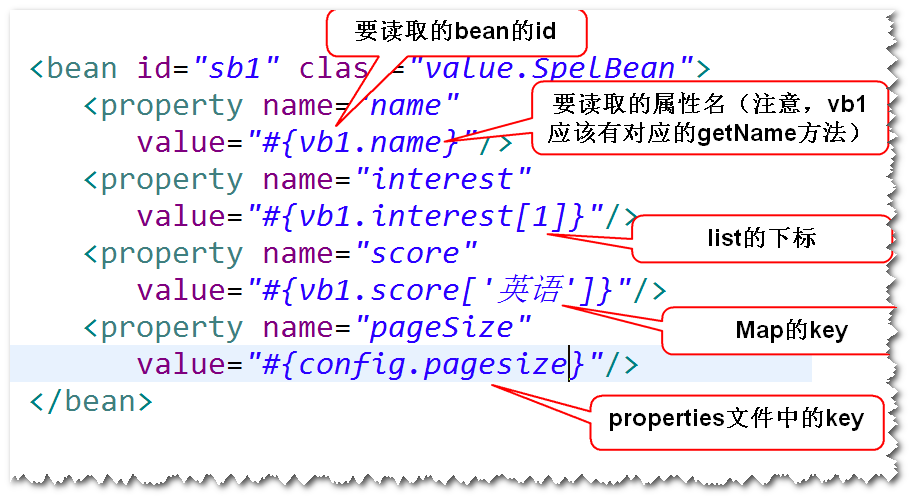 要读取的bean的id
<bean id="sb1" clas ="value.SpelBean">
<property name="name"
要读取的属性名（注意，vb1
应该有对应的getName方法）
value="#{vb1.name}"/>
<property name="interest"
value="#{vb1.interest[1]}"/>
list的下标
<property name="score"
value="#{vb1.score['英语']}"/>
Map的key
<property name="pageSize"
value="#{config.pagesize}"/>
</bean>
properties文件中的key